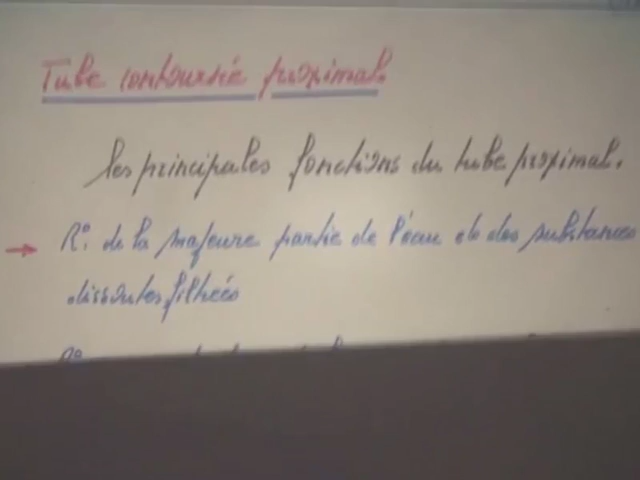 Tube contourné proximal.
les principales fonctions du tube proximal.
→ R°. de la majeure partie de l'eau et des substances
dissoutes filtrées